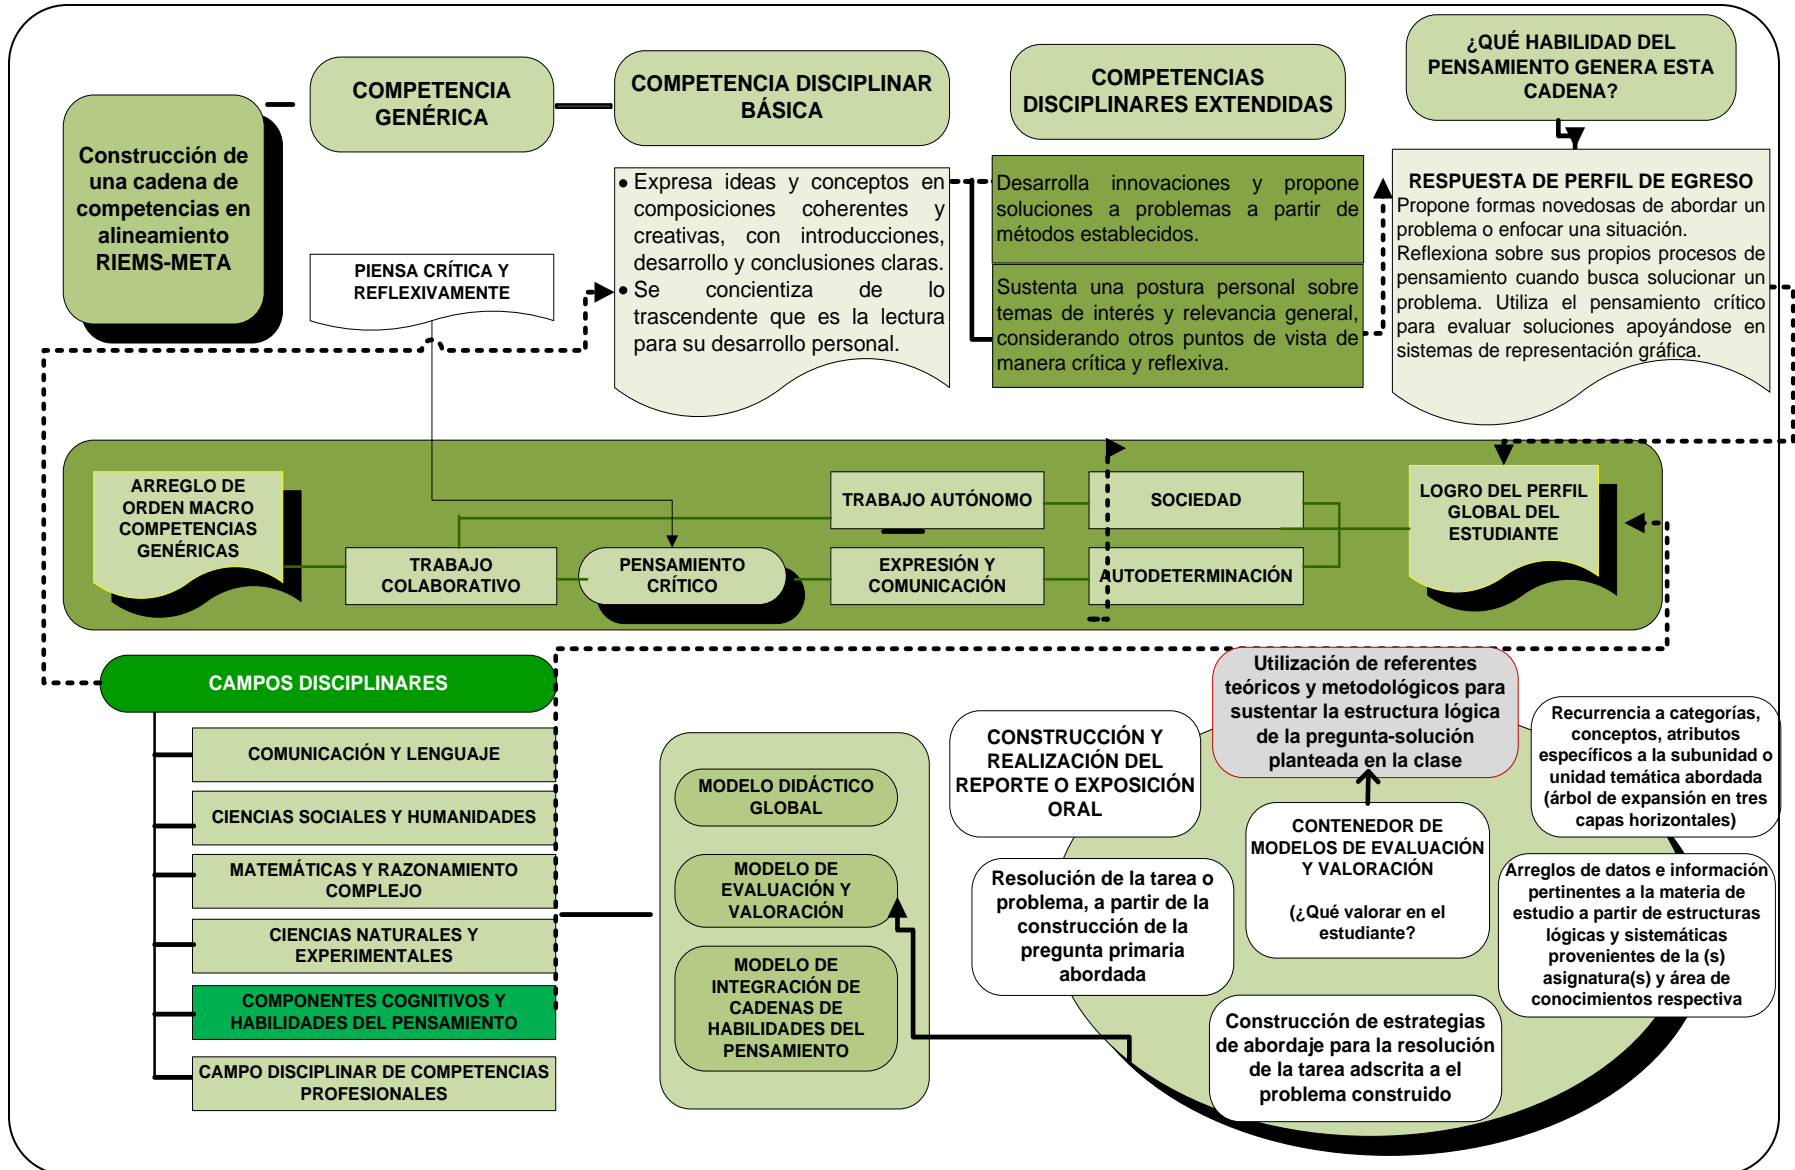 Construcción de
una cadena de
competencias en
alineamiento
RIEMS-META
COMPETENCIA
GENÉRICA
COMPETENCIA DISCIPLINAR
BÁSICA
COMPETENCIAS
DISCIPLINARES EXTENDIDAS
¿QUÉ HABILIDAD DEL
PENSAMIENTO GENERA ESTA
CADENA?
PIENSA CRÍTICA Y
REFLEXIVAMENTE
• Expresa ideas y conceptos en
composiciones coherentes y
creativas, con introducciones,
desarrollo y conclusiones claras.
• Se concientiza de lo
trascendente que es la lectura
para su desarrollo personal.
Desarrolla innovaciones y propone
soluciones a problemas a partir de
métodos establecidos.
Sustenta una postura personal sobre
temas de interés y relevancia general,
considerando otros puntos de vista de
manera crítica y reflexiva.
RESPUESTA DE PERFIL DE EGRESO
Propone formas novedosas de abordar un
problema o enfocar una situación.
Reflexiona sobre sus propios procesos de
pensamiento cuando busca solucionar un
problema. Utiliza el pensamiento crítico
para evaluar soluciones apoyándose en
sistemas de representación gráfica.
ARREGLO DE
ORDEN MACRO
COMPETENCIAS
GENÉRICAS
TRABAJO
COLABORATIVO
PENSAMIENTO
CRÍTICO
TRABAJO AUTÓNOMO
EXPRESIÓN Y
COMUNICACIÓN
SOCIEDAD
AUTODETERMINACIÓN
LOGRO DEL PERFIL
GLOBAL DEL
ESTUDIANTE
CAMPOS DISCIPLINARES
COMUNICACIÓN Y LENGUAJE
CIENCIAS SOCIALES Y HUMANIDADES
MATEMÁTICAS Y RAZONAMIENTO
COMPLEJO
CIENCIAS NATURALES Y
EXPERIMENTALES
COMPONENTES COGNITIVOS Y
HABILIDADES DEL PENSAMIENTO
CAMPO DISCIPLINAR DE COMPETENCIAS
PROFESIONALES
MODELO DIDÁCTICO
GLOBAL
MODELO DE
EVALUACIÓN Y
VALORACIÓN
MODELO DE
INTEGRACIÓN DE
CADENAS DE
HABILIDADES DEL
PENSAMIENTO
CONSTRUCCIÓN Y
REALIZACIÓN DEL
REPORTE O EXPOSICIÓN
ORAL
Utilización de referentes
teóricos y metodológicos para
sustentar la estructura lógica
de la pregunta-solución
planteada en la clase
Recurrencia a categorías,
conceptos, atributos
específicos a la subunidad o
unidad temática abordada
(árbol de expansión en tres
capas horizontales)
CONTENEDOR DE
MODELOS DE EVALUACIÓN
Y VALORACIÓN
(¿Qué valorar en el
estudiante?
Resolución de la tarea o
problema, a partir de la
construcción de la
pregunta primaria
abordada
Arreglos de datos e información
pertinentes a la materia de
estudio a partir de estructuras
lógicas y sistemáticas
provenientes de la (s)
asignatura(s) y área de
conocimientos respectiva
Construcción de estrategias
de abordaje para la resolución
de la tarea adscrita a el
problema construido